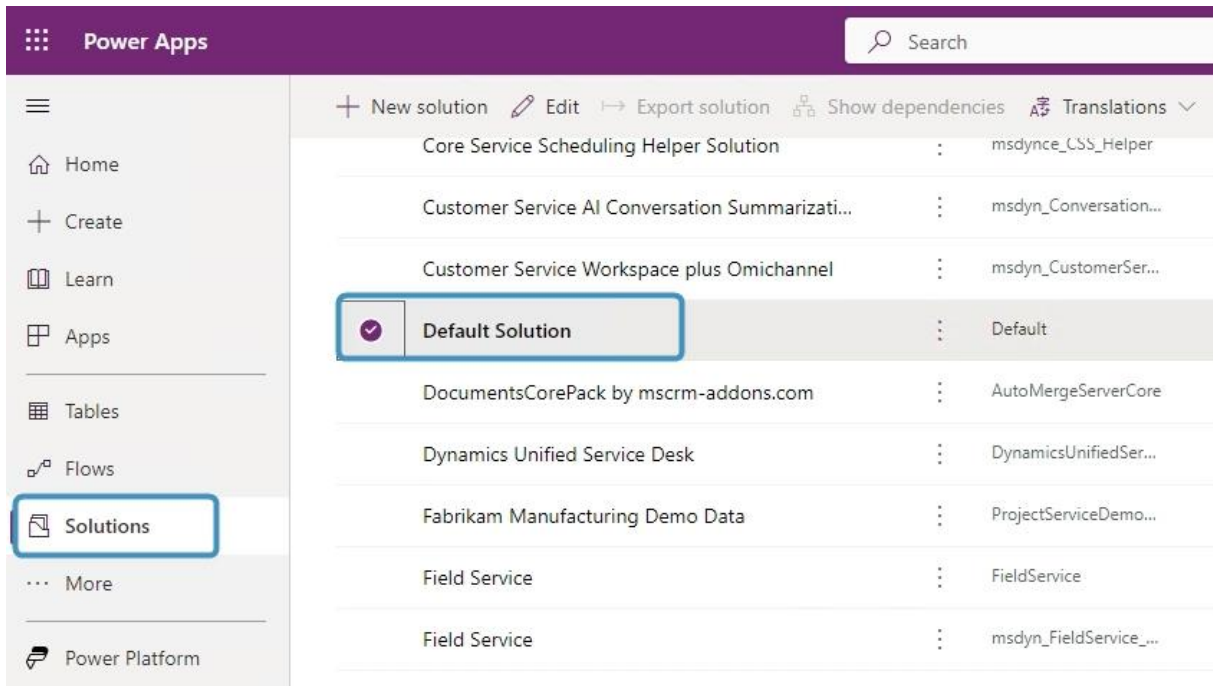 Power Apps
Search
New solution Edit Export solution Show dependencies Translations
Home
Create
Learn
Apps
Tables
Flows
Solutions
More
Power Platform
Core Service Scheduling Helper Solution msdynce_CSS_Helper
Customer Service AI Conversation Summarizati... msdyn_Conversation...
Customer Service Workspace plus Omichannel msdyn_CustomerSer...
Default Solution Default
DocumentsCorePack by mscrm-addons.com AutoMergeServerCore
Dynamics Unified Service Desk DynamicsUnifiedSer...
Fabrikam Manufacturing Demo Data ProjectServiceDemo...
Field Service FieldService
Field Service msdyn_FieldService_...